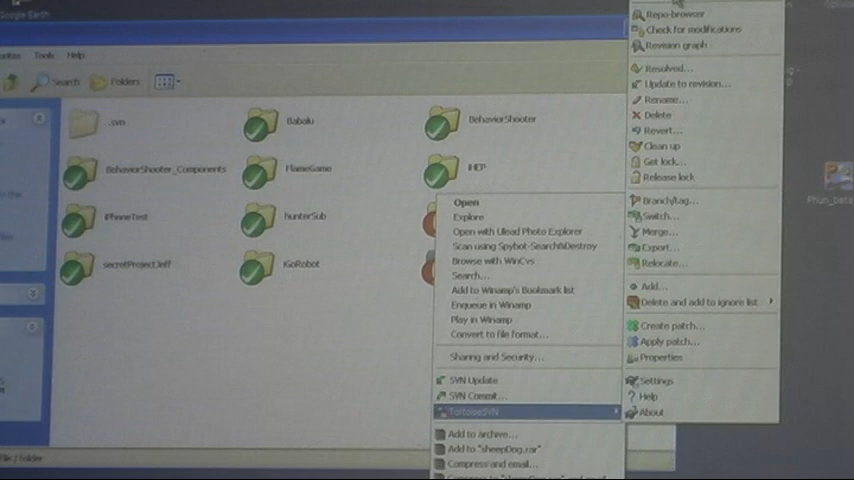 Google Earth
Tools Help
Search Folders
.svn
Babalu
BehaviorShooter
BehaviorShooter_Components
FlameGame
IHEP
iPhoneTest
hunterSub
secretProjectJeff
iGoRobot
Open
Explore
Open with Ulead Photo Explorer
Scan using Spybot-Search&Destroy
Browse with WinCvs
Search...
Add to Winamp's Bookmark list
Enqueue in Winamp
Play in Winamp
Convert to file format...
Sharing and Security...
SVN Update
SVN Commit...
TortoiseSVN
Add to archive...
Add to "sheepDog.rar"
Compress and email...
Repo-browser
Check for modifications
Revision graph
Resolved...
Update to revision...
Rename...
Delete
Revert...
Clean up
Get lock...
Release lock
Branch/tag...
Switch...
Merge...
Export...
Relocate...
Add...
Delete and add to ignore list
Create patch...
Apply patch...
Properties
Settings
Help
About